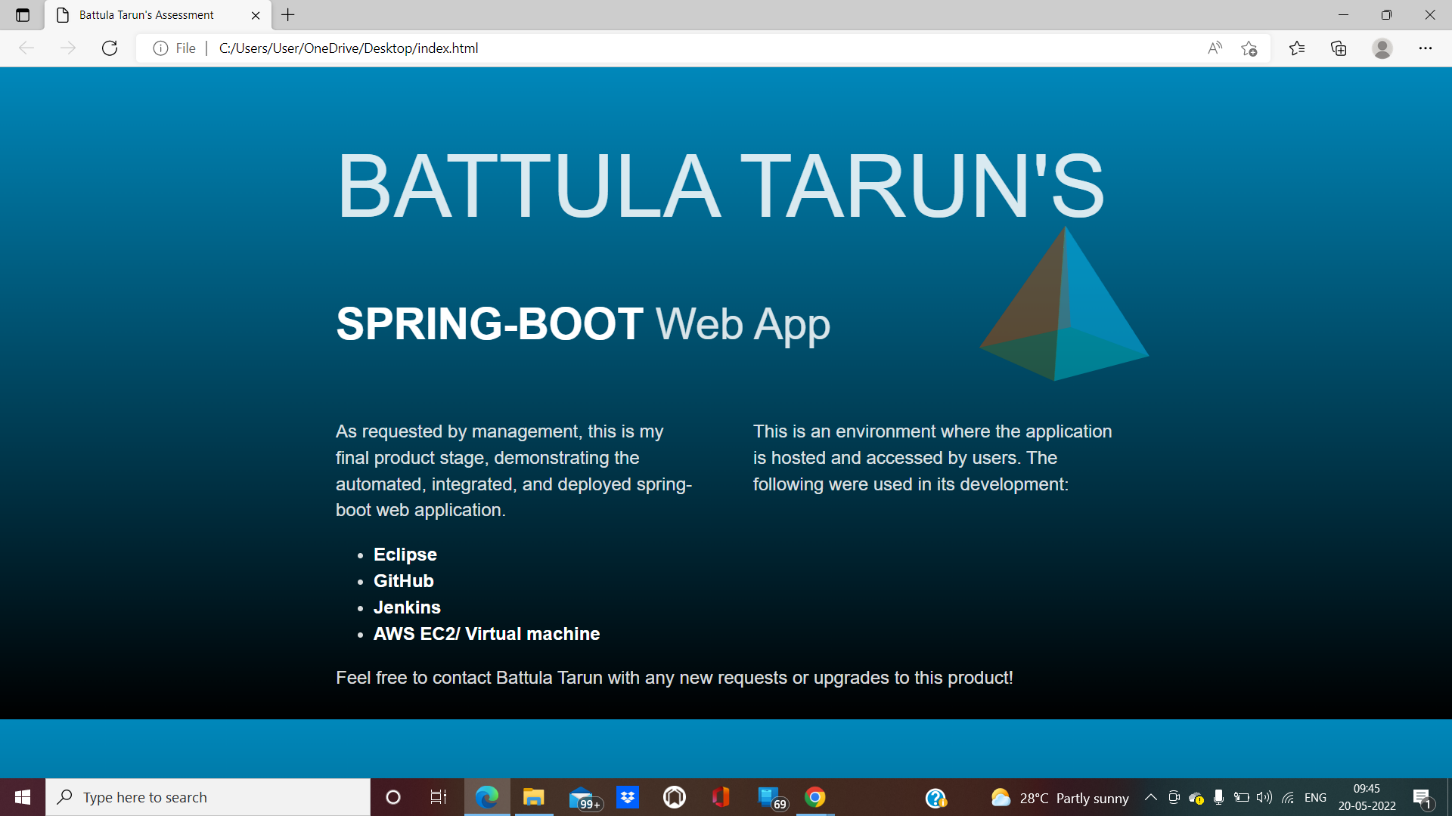 Battula Tarun's Assessment
File
C:/Users/User/OneDrive/Desktop/index.html
BATTULA TARUN'S
SPRING-BOOT Web App
As requested by management, this is my
final product stage, demonstrating the
automated, integrated, and deployed spring-
boot web application.
This is an environment where the application
is hosted and accessed by users. The
following were used in its development:
• Eclipse
• GitHub
• Jenkins
• AWS EC2/ Virtual machine
Feel free to contact Battula Tarun with any new requests or upgrades to this product!
Type here to search
99+
69
28°C Partly sunny
ENG
09:45
20-05-2022
1